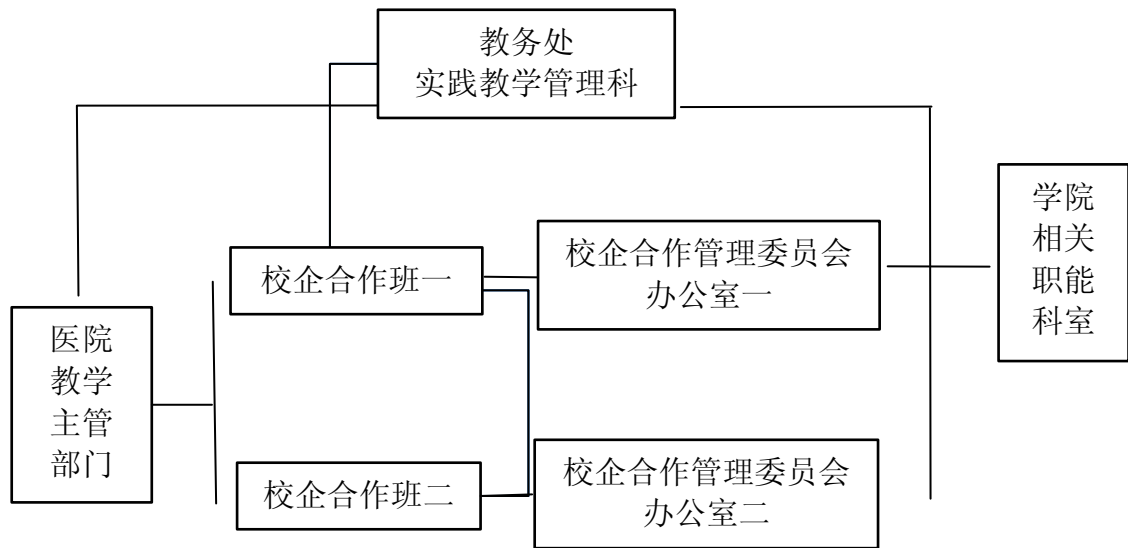 教务处
实践教学管理科
学院
相关
职能
科室
校企合作班一
校企合作管理委员会
办公室一
医院
教学
主管
部门
校企合作班二
校企合作管理委员会
办公室二